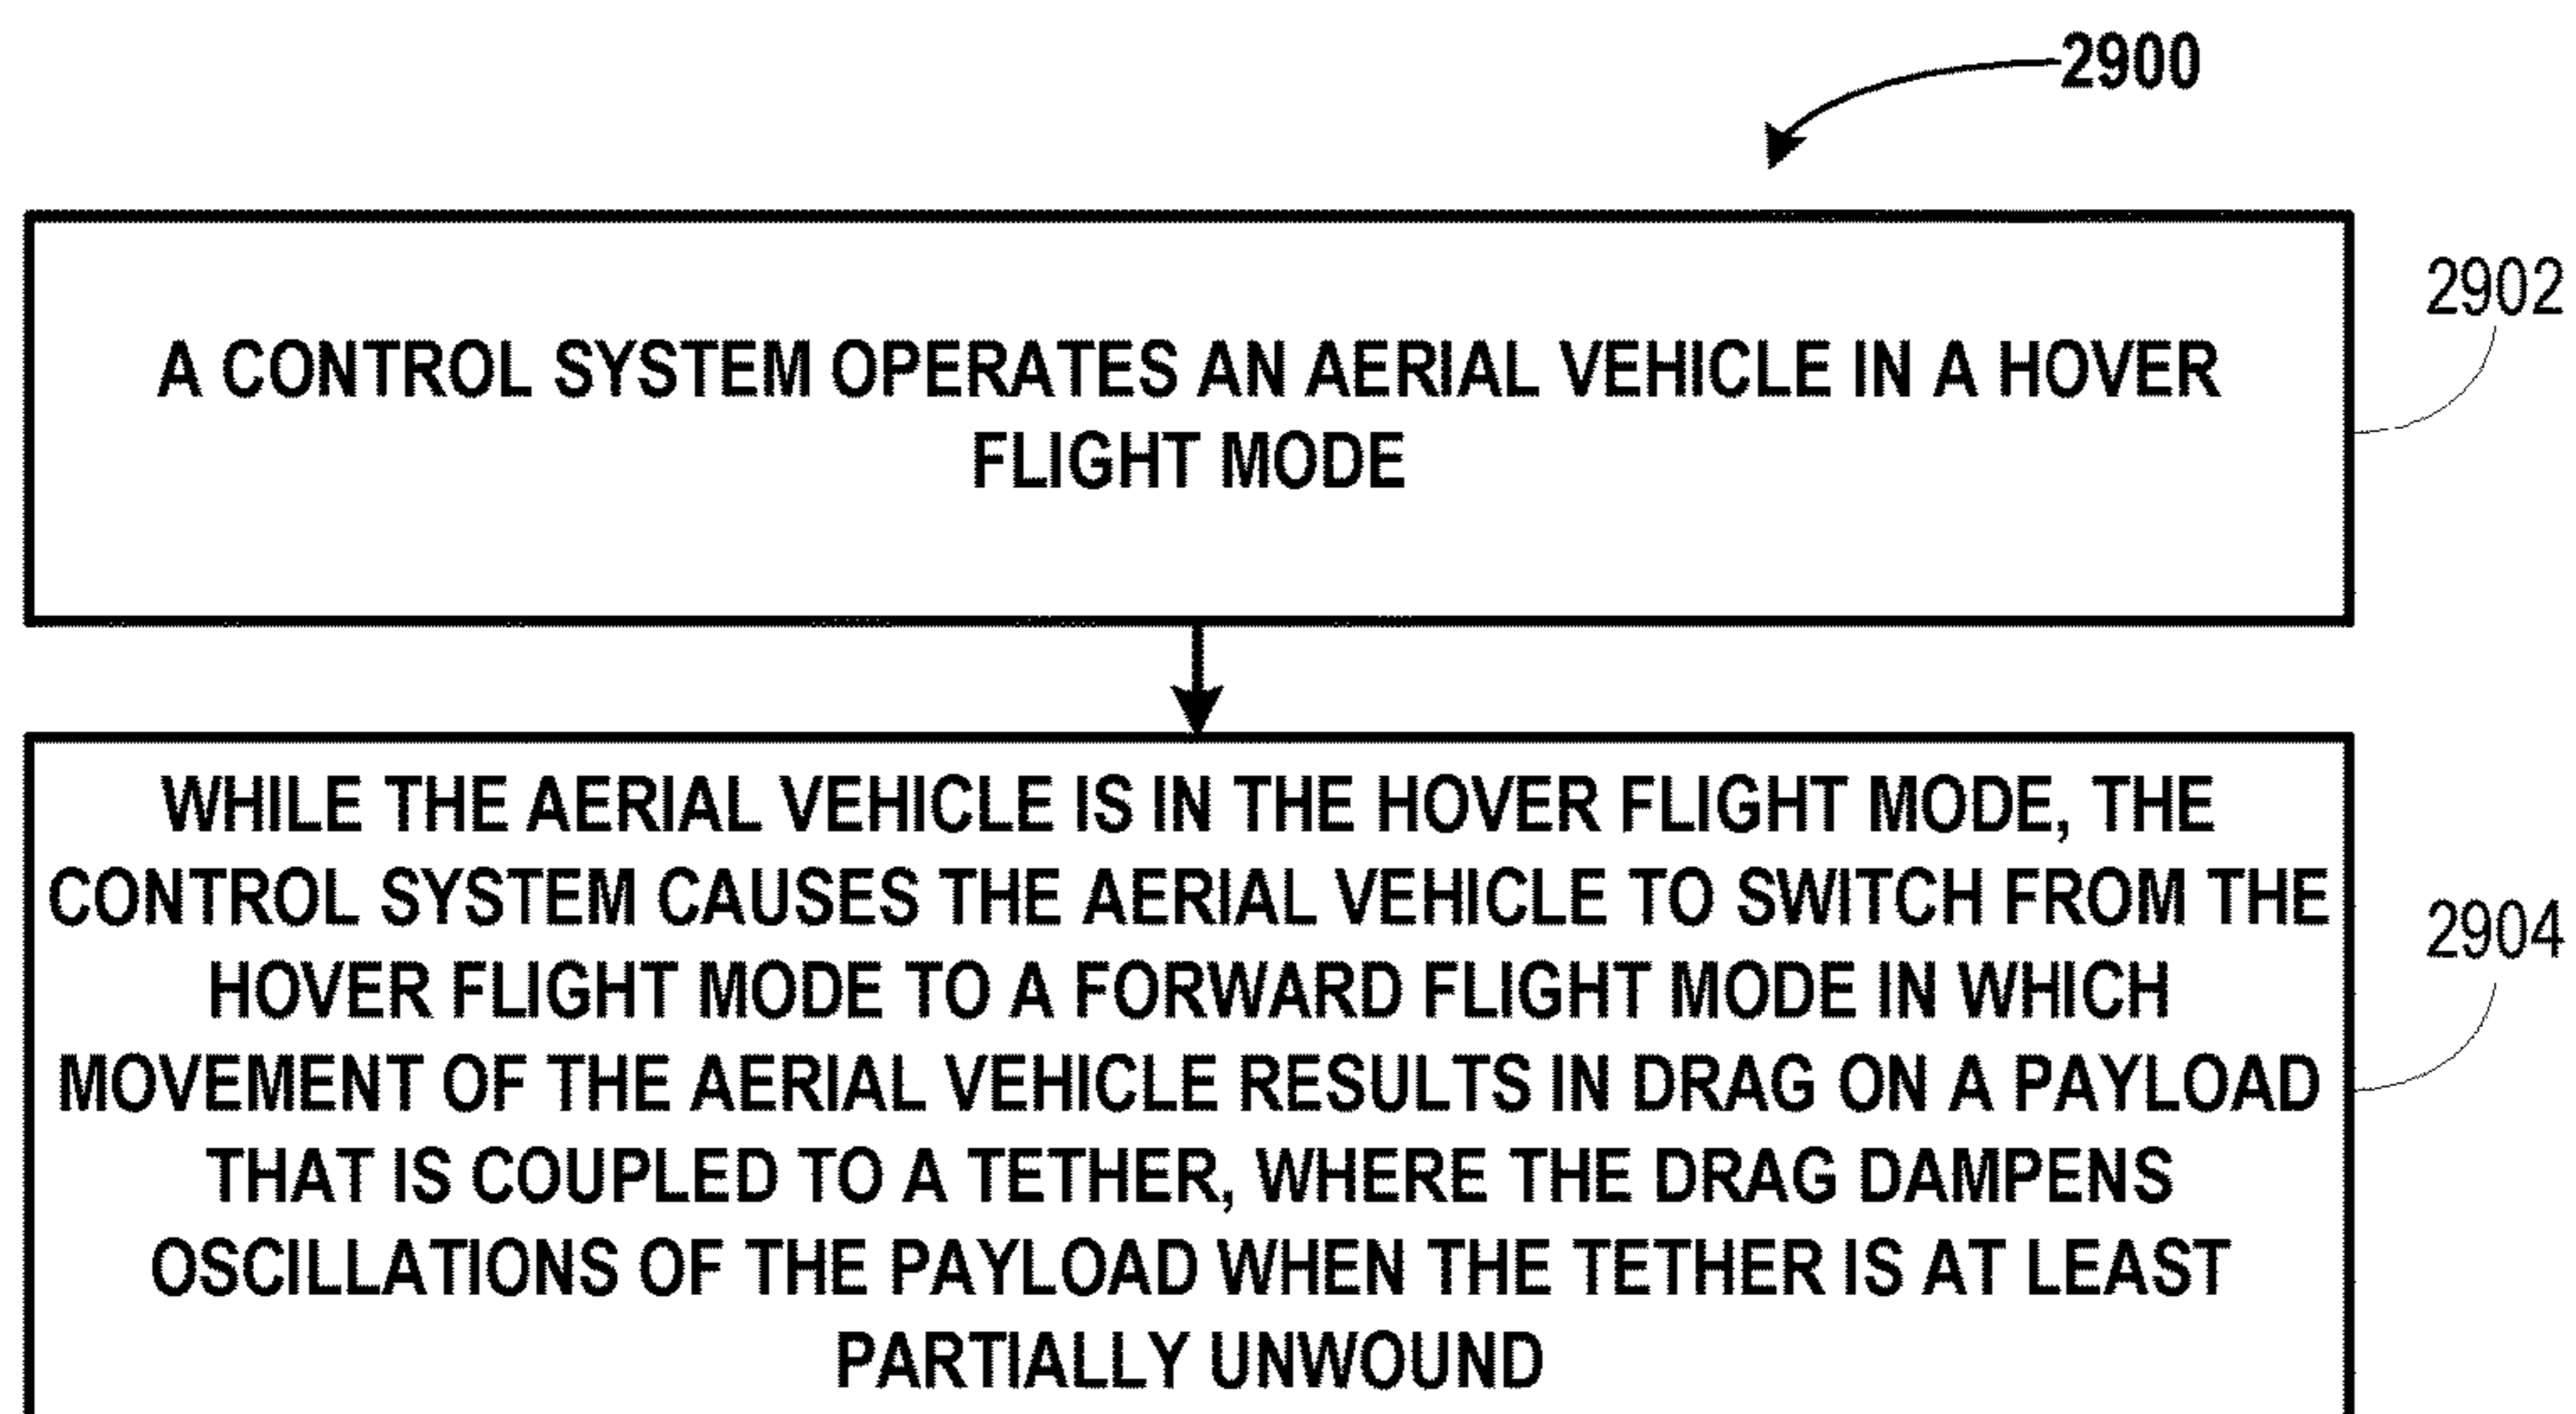 2900
A CONTROL SYSTEM OPERATES AN AERIAL VEHICLE IN A HOVER
FLIGHT MODE
2902
WHILE THE AERIAL VEHICLE IS IN THE HOVER FLIGHT MODE, THE
CONTROL SYSTEM CAUSES THE AERIAL VEHICLE TO SWITCH FROM THE
HOVER FLIGHT MODE TO A FORWARD FLIGHT MODE IN WHICH
MOVEMENT OF THE AERIAL VEHICLE RESULTS IN DRAG ON A PAYLOAD
THAT IS COUPLED TO A TETHER, WHERE THE DRAG DAMPENS
OSCILLATIONS OF THE PAYLOAD WHEN THE TETHER IS AT LEAST
PARTIALLY UNWOUND
2904